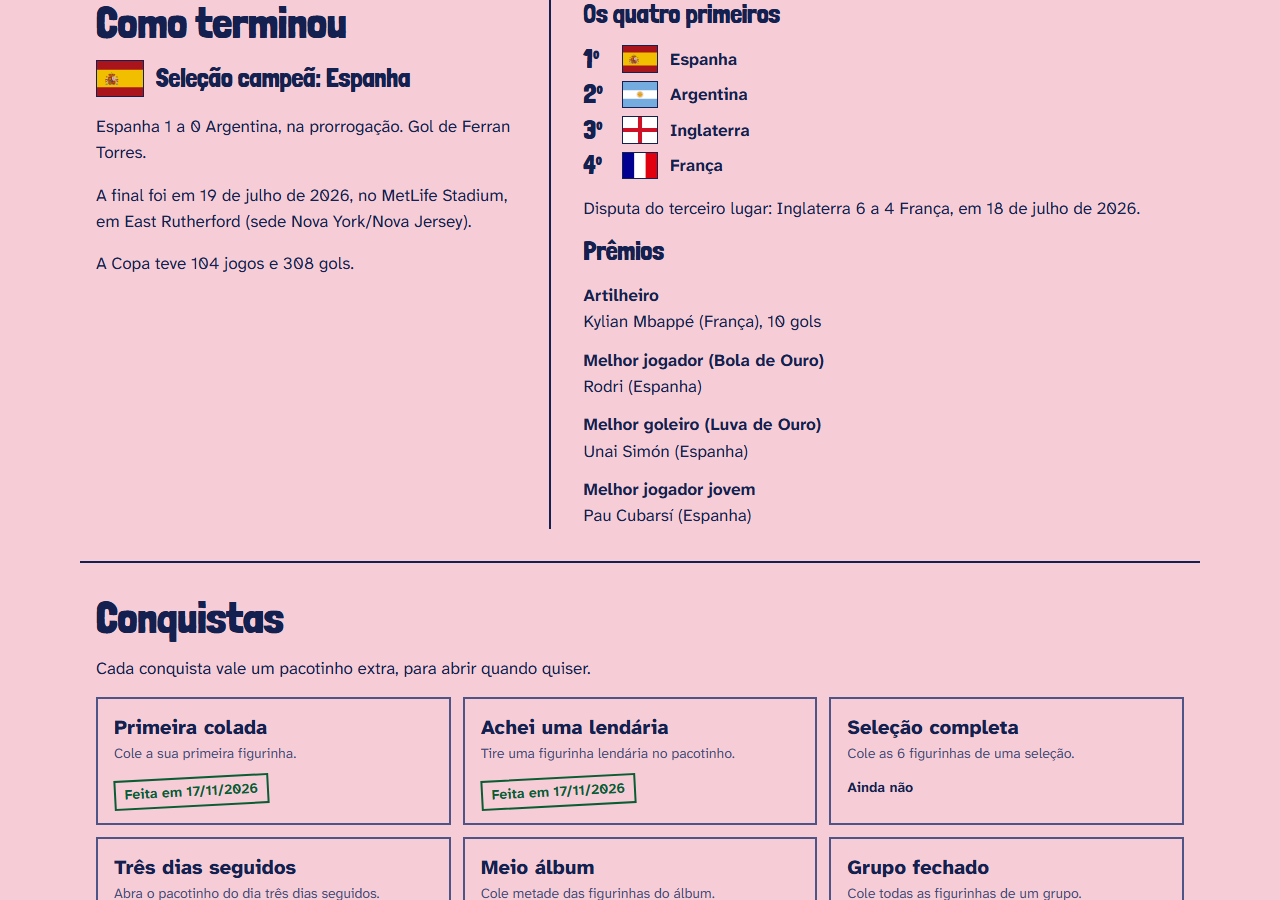 Como terminou
Seleção campeã: Espanha
Espanha 1 a 0 Argentina, na prorrogação. Gol de Ferran
Torres.
A final foi em 19 de julho de 2026, no MetLife Stadium,
em East Rutherford (sede Nova York/Nova Jersey).
A Copa teve 104 jogos e 308 gols.
Os quatro primeiros
1º Espanha
2º Argentina
3º Inglaterra
4º França
Disputa do terceiro lugar: Inglaterra 6 a 4 França, em 18 de julho de 2026.
Prêmios
Artilheiro
Kylian Mbappé (França), 10 gols
Melhor jogador (Bola de Ouro)
Rodri (Espanha)
Melhor goleiro (Luva de Ouro)
Unai Simón (Espanha)
Melhor jogador jovem
Pau Cubarsí (Espanha)
Conquistas
Cada conquista vale um pacotinho extra, para abrir quando quiser.
Primeira colada
Cole a sua primeira figurinha.
Feita em 17/11/2026
Achei uma lendária
Tire uma figurinha lendária no pacotinho.
Feita em 17/11/2026
Seleção completa
Cole as 6 figurinhas de uma seleção.
Ainda não
Três dias seguidos
Abra o pacotinho do dia três dias seguidos.
Meio álbum
Cole metade das figurinhas do álbum.
Grupo fechado
Cole todas as figurinhas de um grupo.